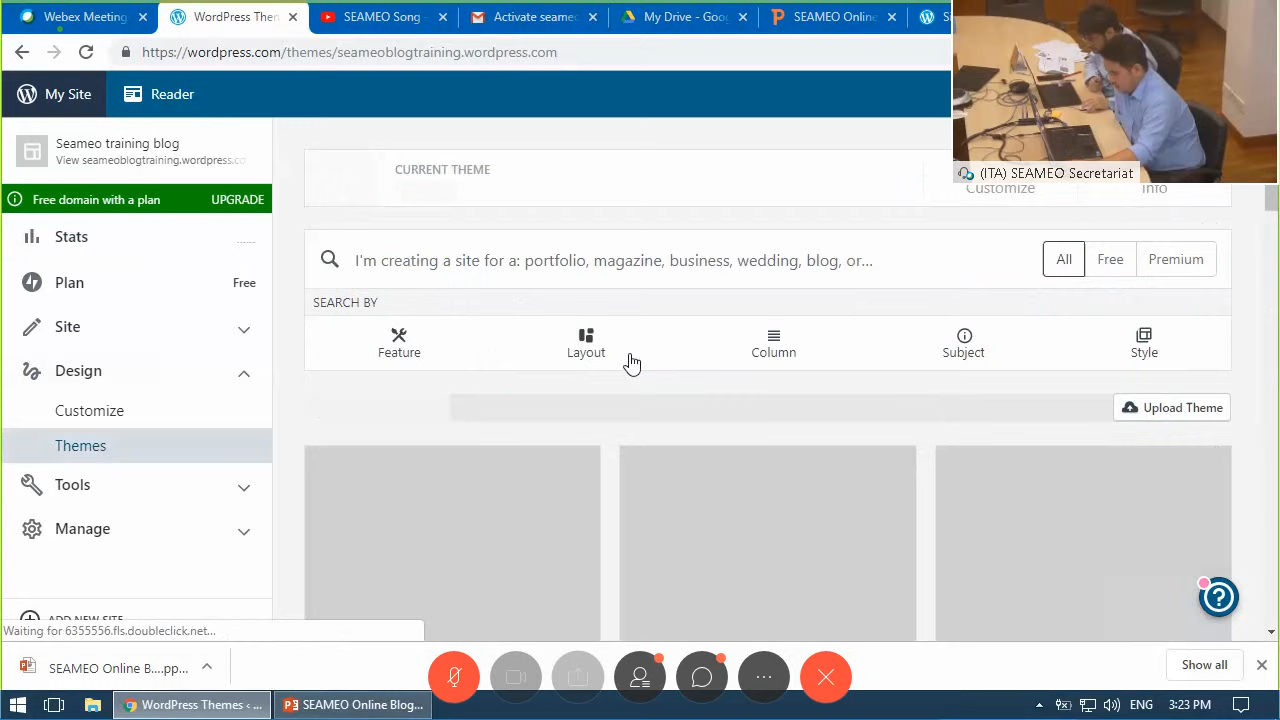 Webex Meeting
WordPress Then
SEAMEO Song -
Activate seame
My Drive - Goo
SEAMEO Online
https://wordpress.com/themes/seameoblogtraining.wordpress.com
My Site
Reader
(ITA) SEAMEO Secretariat
Seameo training blog
View seameoblogtraining.wordpress.co
Free domain with a plan
UPGRADE
Stats
Plan
Free
Site
Design
Customize
Themes
Tools
Manage
ADD NEW SITE
CURRENT THEME
Customize
Info
I'm creating a site for a: portfolio, magazine, business, wedding, blog, or...
All
Free
Premium
SEARCH BY
Feature
Layout
Column
Subject
Style
Upload Theme
Waiting for 6355556.fls.doubleclick.net...
SEAMEO Online B....pp...
Show all
WordPress Themes ‹ ...
SEAMEO Online Blog...
ENG
3:23 PM